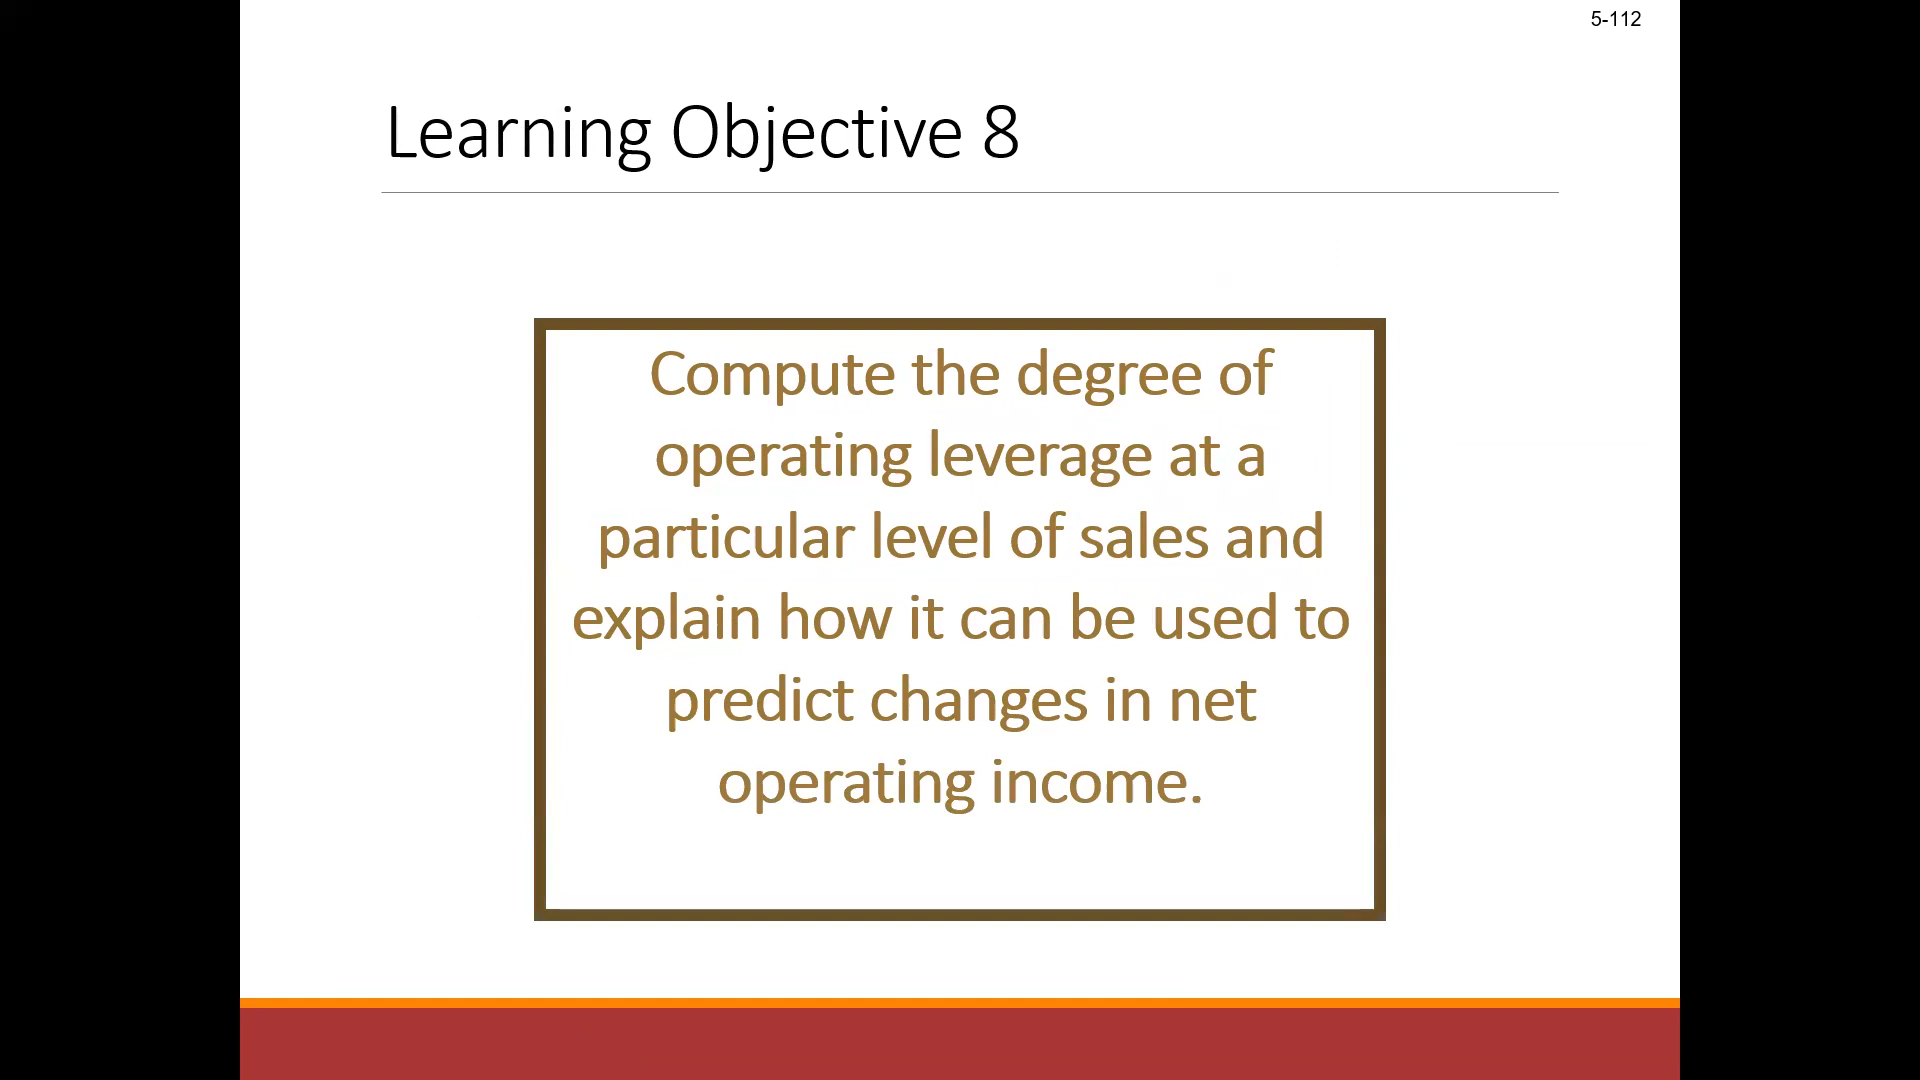 5-112
Learning Objective 8
Compute the degree of
operating leverage at a
particular level of sales and
explain how it can be used to
predict changes in net
operating income.